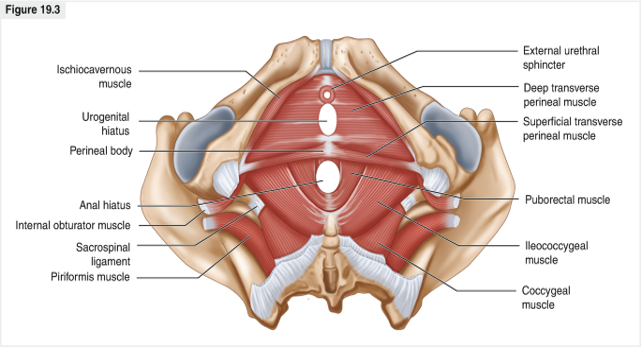 Figure 19.3
Ischiocavernous
muscle
Urogenital
hiatus
Perineal body
Anal hiatus
Internal obturator muscle
Sacrospinal
ligament
Piriformis muscle
External urethral
sphincter
Deep transverse
perineal muscle
Superficial transverse
perineal muscle
Puborectal muscle
Ileococcygeal
muscle
Coccygeal
muscle